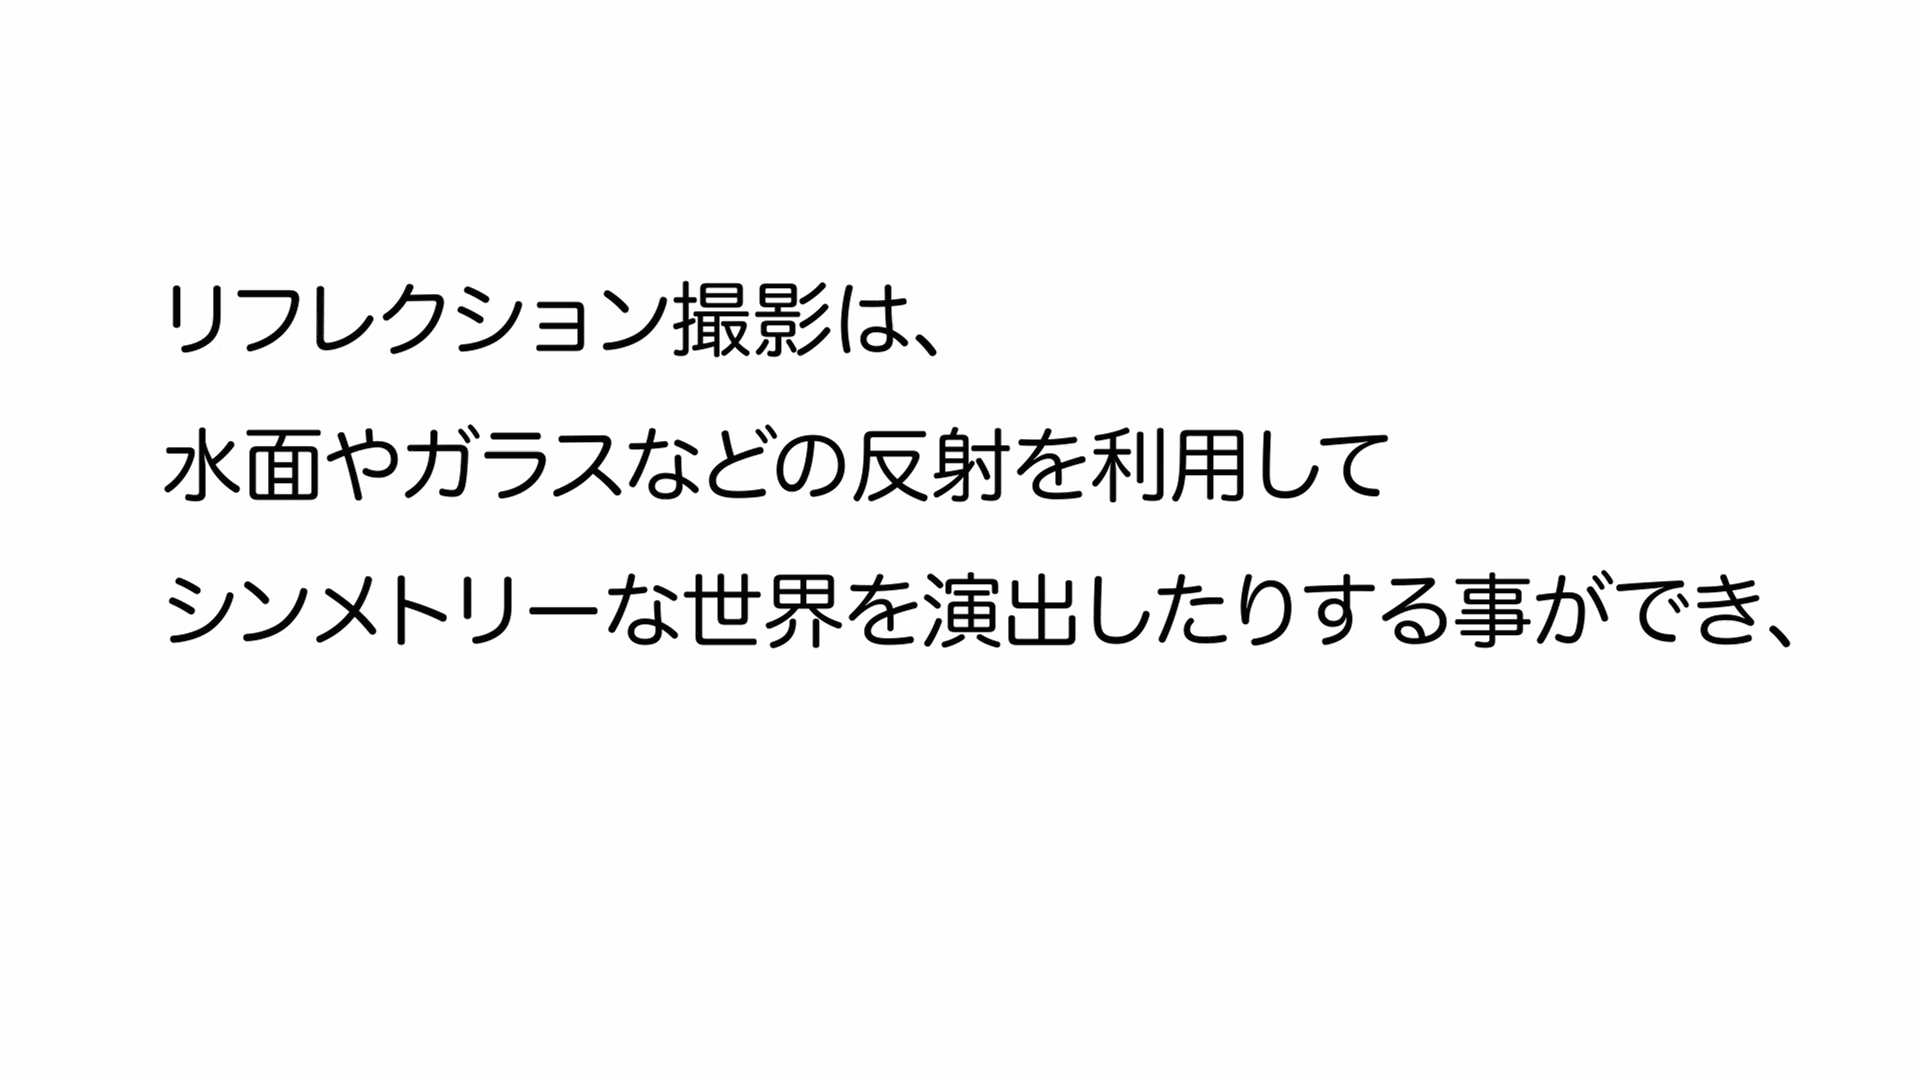 リフレクション撮影は、
水面やガラスなどの反射を利用して
シンメトリーな世界を演出したりする事ができ、